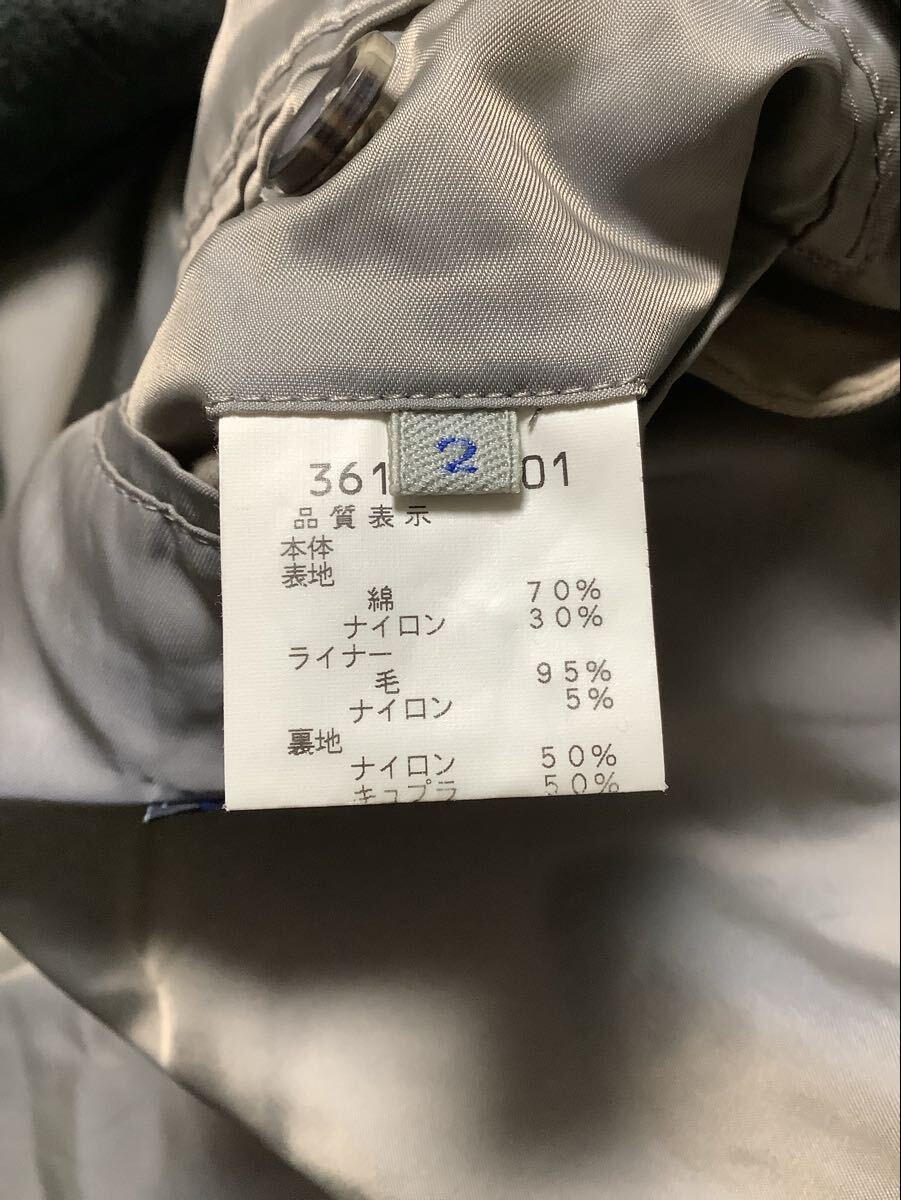 2
361 01
品質表示
本体
表地
綿 70%
ナイロン 30%
ライナー
毛 95%
ナイロン 5%
裏地
ナイロン 50%
キュプラ 50%